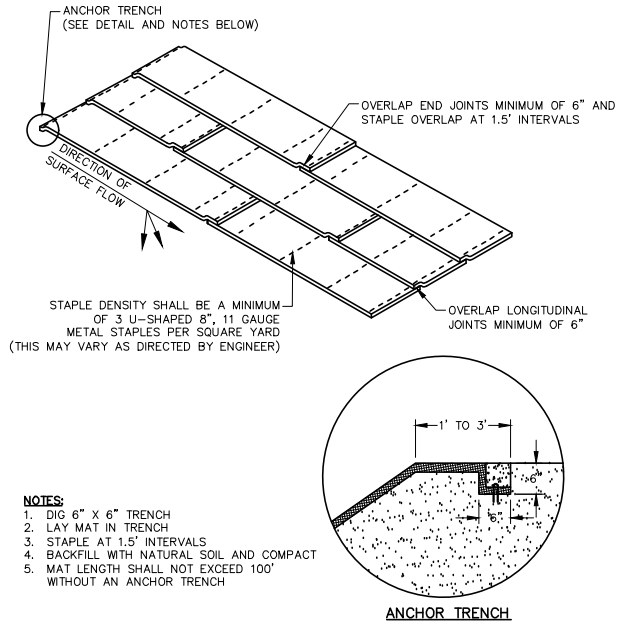 ANCHOR TRENCH
(SEE DETAIL AND NOTES BELOW)
OVERLAP END JOINTS MINIMUM OF 6" AND
STAPLE OVERLAP AT 1.5' INTERVALS
DIRECTION OF
SURFACE FLOW
STAPLE DENSITY SHALL BE A MINIMUM
OF 3 U-SHAPED 8", 11 GAUGE
METAL STAPLES PER SQUARE YARD
(THIS MAY VARY AS DIRECTED BY ENGINEER)
OVERLAP LONGITUDINAL
JOINTS MINIMUM OF 6"
1' TO 3'
6"
6"
NOTES:
1. DIG 6" X 6" TRENCH
2. LAY MAT IN TRENCH
3. STAPLE AT 1.5' INTERVALS
4. BACKFILL WITH NATURAL SOIL AND COMPACT
5. MAT LENGTH SHALL NOT EXCEED 100'
WITHOUT AN ANCHOR TRENCH
ANCHOR TRENCH